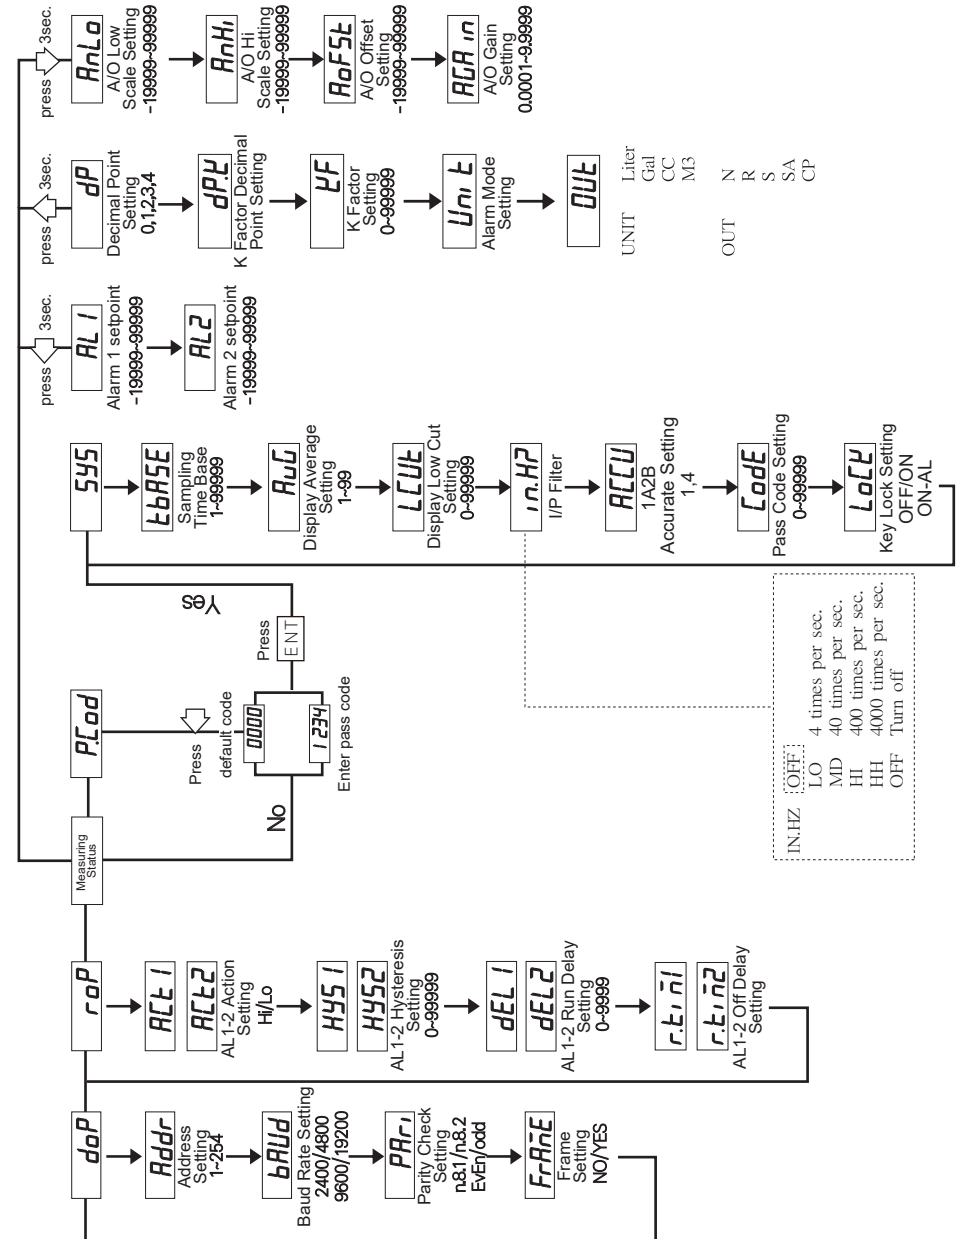 press 3sec.
AnLo
A/O Low
Scale Setting
-19999~99999
AnHi
A/O Hi
Scale Setting
-19999~99999
AoFSt
A/O Offset
Setting
-19999~99999
AGAin
A/O Gain
Setting
0.0001~9.9999
press 3sec.
dP
Decimal Point
Setting
0,1,2,3,4
dP.K
K Factor Decimal
Point Setting
KF
K Factor
Setting
0~99999
Unit
Alarm Mode
Setting
OUt
UNIT Liter
Gal
CC
M3
OUT N
R
S
SA
CP
press 3sec.
AL1
Alarm 1 setpoint
-19999~99999
AL2
Alarm 2 setpoint
-19999~99999
SYS
tbASE
Sampling
Time Base
1~99999
AvG
Display Average
Setting
1~99
LCUt
Display Low Cut
Setting
0~99999
in.HZ
I/P Filter
ACCU
1A2B
Accurate Setting
1,4
CodE
Pass Code Setting
0~99999
LoCK
Key Lock Setting
OFF/ON
ON-AL
Yes
Press
ENT
P.Cod
Press
default code
0000
1234
Enter pass code
No
Measuring
Status
IN.HZ OFF
LO 4 times per sec.
MD 40 times per sec.
HI 400 times per sec.
HH 4000 times per sec.
OFF Turn off
roP
ACt1
ACt2
AL1-2 Action
Setting
Hi/Lo
HYS1
HYS2
AL1-2 Hysteresis
Setting
0~99999
dEL1
dEL2
AL1-2 Run Delay
Setting
0~9999
r.tim1
r.tim2
AL1-2 Off Delay
Setting
doP
Addr
Address
Setting
1~254
bAUd
Baud Rate Setting
2400/4800
9600/19200
PAri
Parity Check
Setting
n.8.1/n.8.2
EvEn/odd
FrAmE
Frame
Setting
NO/YES